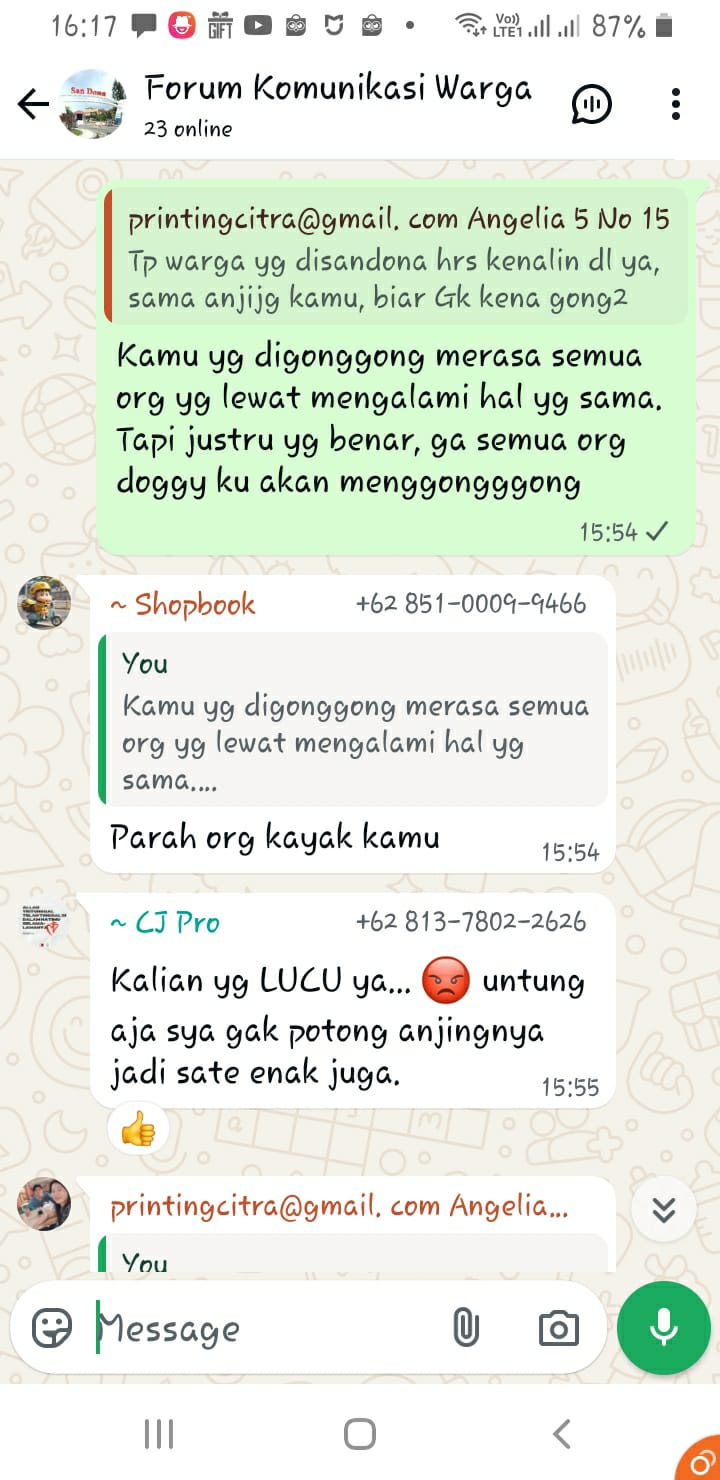 16:17
GIFT
Vo))
LTE1
87%
San Dona
Forum Komunikasi Warga
23 online
printingcitra@gmail. com Angelia 5 No 15
Tp warga yg disandona hrs kenalin dl ya,
sama anjijg kamu, biar Gk kena gong2
Kamu yg digonggong merasa semua
org yg lewat mengalami hal yg sama.
Tapi justru yg benar, ga semua org
doggy ku akan menggongggong
15:54
~ Shopbook +62 851-0009-9466
You
Kamu yg digonggong merasa semua
org yg lewat mengalami hal yg
sama....
Parah org kayak kamu
15:54
~ CJ Pro +62 813-7802-2626
Kalian yg LUCU ya... 😡 untung
aja sya gak potong anjingnya
jadi sate enak juga.
15:55
👍
printingcitra@gmail. com Angelia...
You
Message